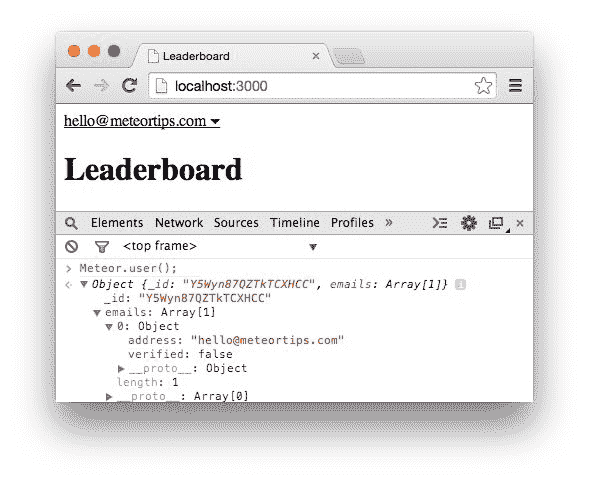 Leaderboard
localhost:3000
hello@meteortips.com
Leaderboard
Elements Network Sources Timeline Profiles »
<top frame>
Meteor.user();
Object {_id: "Y5Wyn87QZTkTCXHCC", emails: Array[1]}
_id: "Y5Wyn87QZTkTCXHCC"
emails: Array[1]
0: Object
address: "hello@meteortips.com"
verified: false
__proto__: Object
length: 1
__proto__: Array[0]